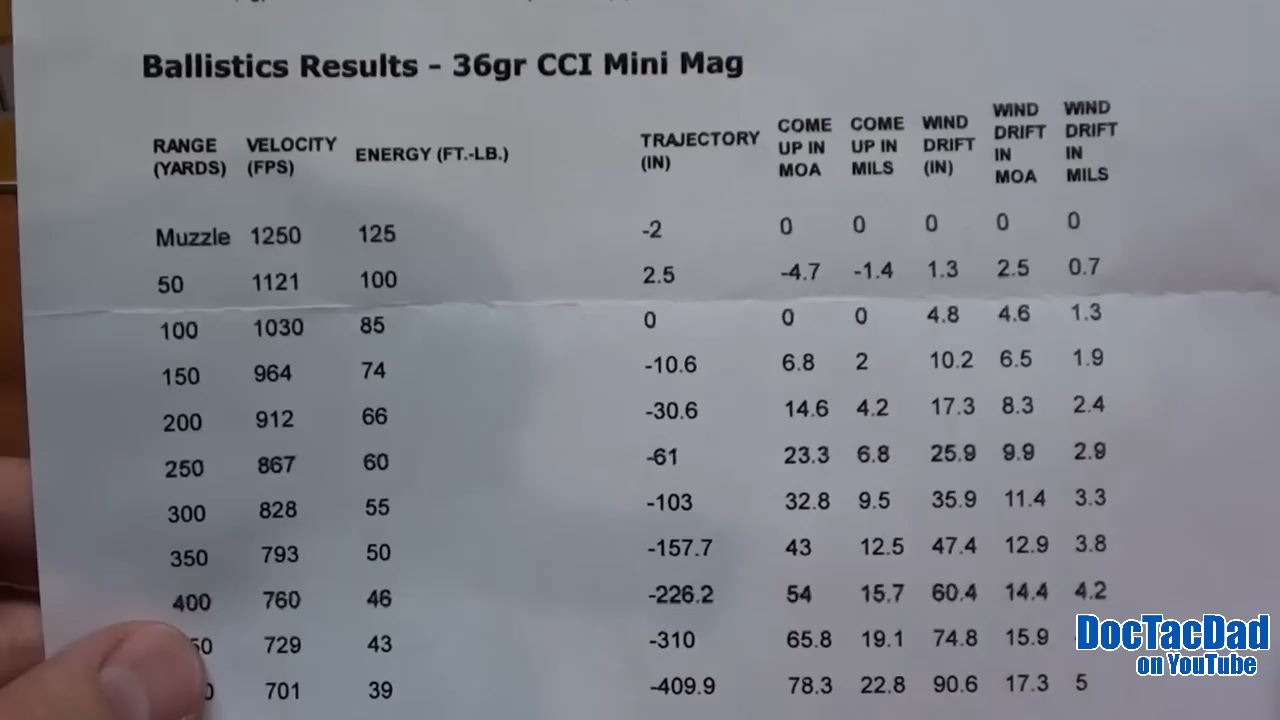 Ballistics Results - 36gr CCI Mini Mag
RANGE (YARDS) VELOCITY (FPS) ENERGY (FT.-LB.) TRAJECTORY (IN) COME UP IN MOA COME UP IN MILS WIND DRIFT (IN) WIND DRIFT IN MOA WIND DRIFT IN MILS
Muzzle 1250 125 -2 0 0 0 0 0
50 1121 100 2.5 -4.7 -1.4 1.3 2.5 0.7
100 1030 85 0 0 0 4.8 4.6 1.3
150 964 74 -10.6 6.8 2 10.2 6.5 1.9
200 912 66 -30.6 14.6 4.2 17.3 8.3 2.4
250 867 60 -61 23.3 6.8 25.9 9.9 2.9
300 828 55 -103 32.8 9.5 35.9 11.4 3.3
350 793 50 -157.7 43 12.5 47.4 12.9 3.8
400 760 46 -226.2 54 15.7 60.4 14.4 4.2
729 43 -310 65.8 19.1 74.8 15.9
701 39 -409.9 78.3 22.8 90.6 17.3 5
DocTacDad
on YouTube